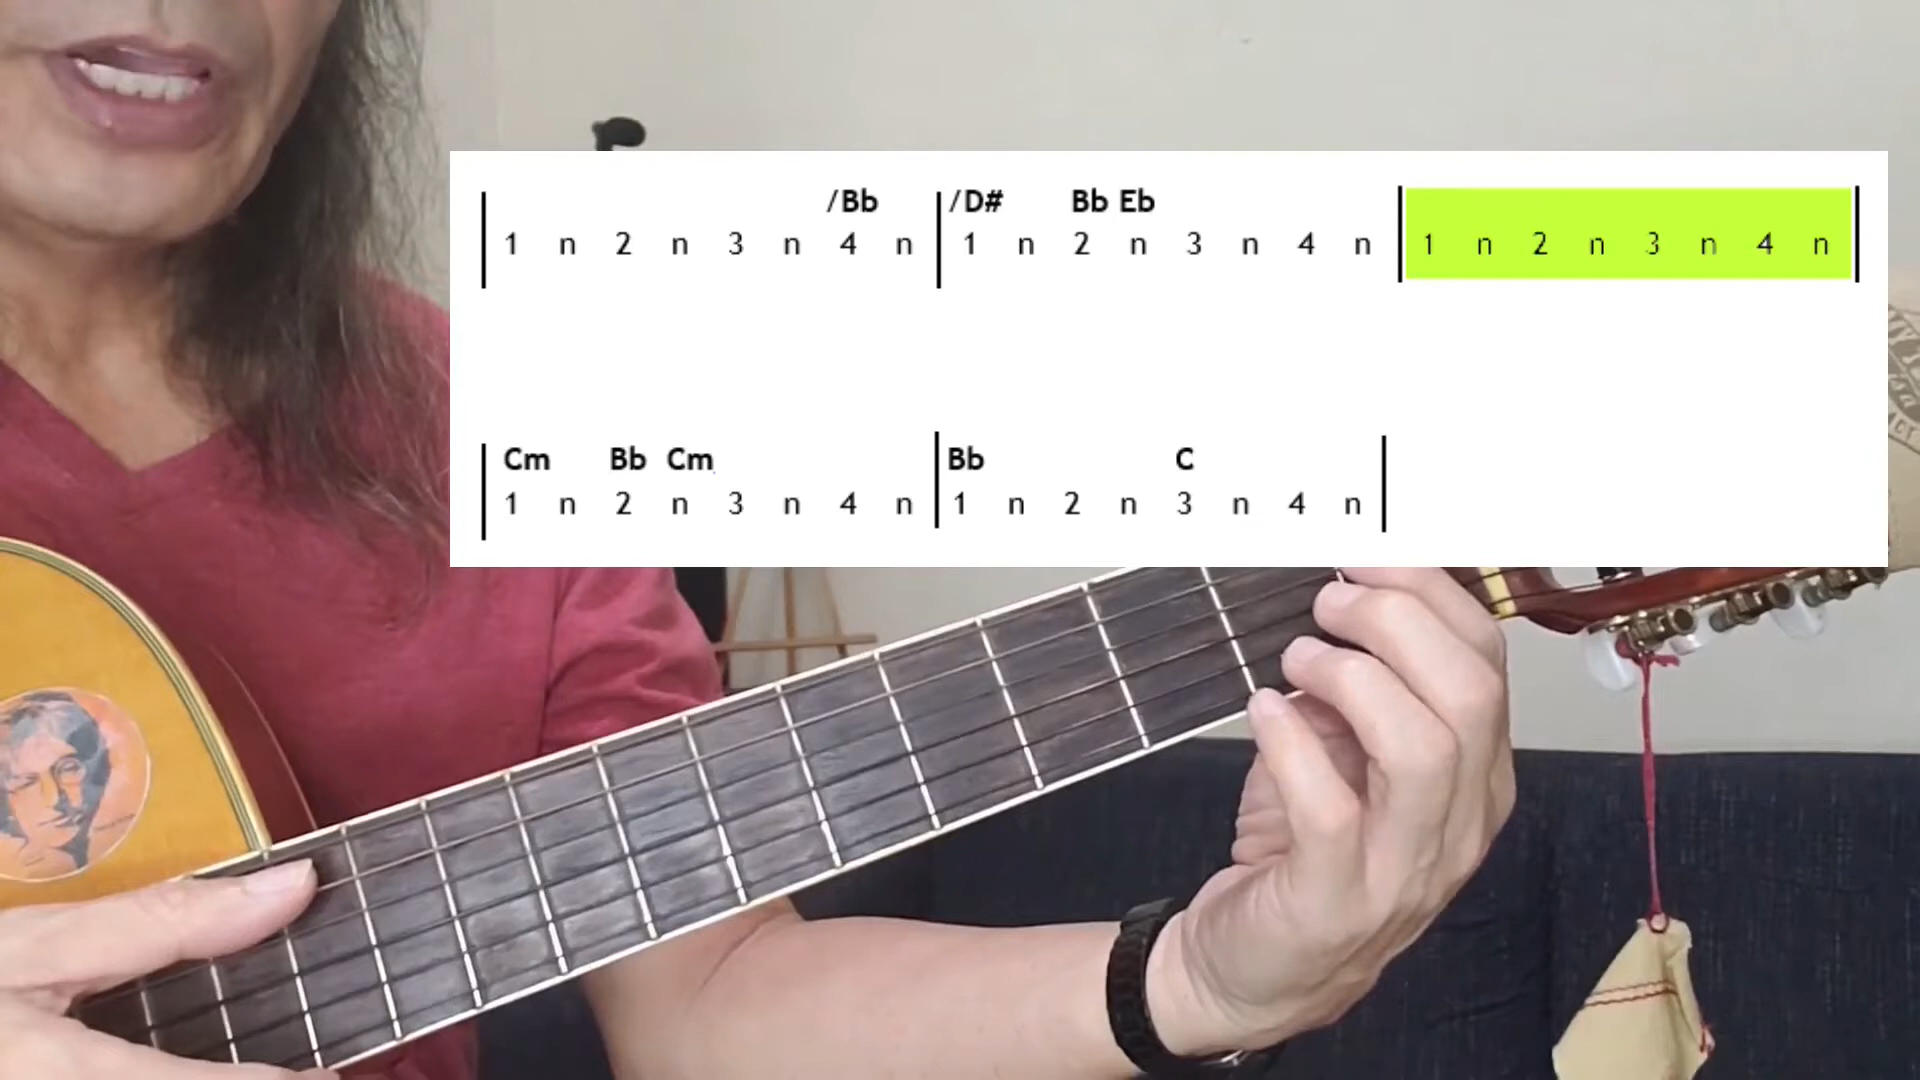 /Bb /D# Bb Eb
1 n 2 n 3 n 4 n 1 n 2 n 3 n 4 n 1 n 2 n 3 n 4 n
Cm Bb Cm Bb C
1 n 2 n 3 n 4 n 1 n 2 n 3 n 4 n